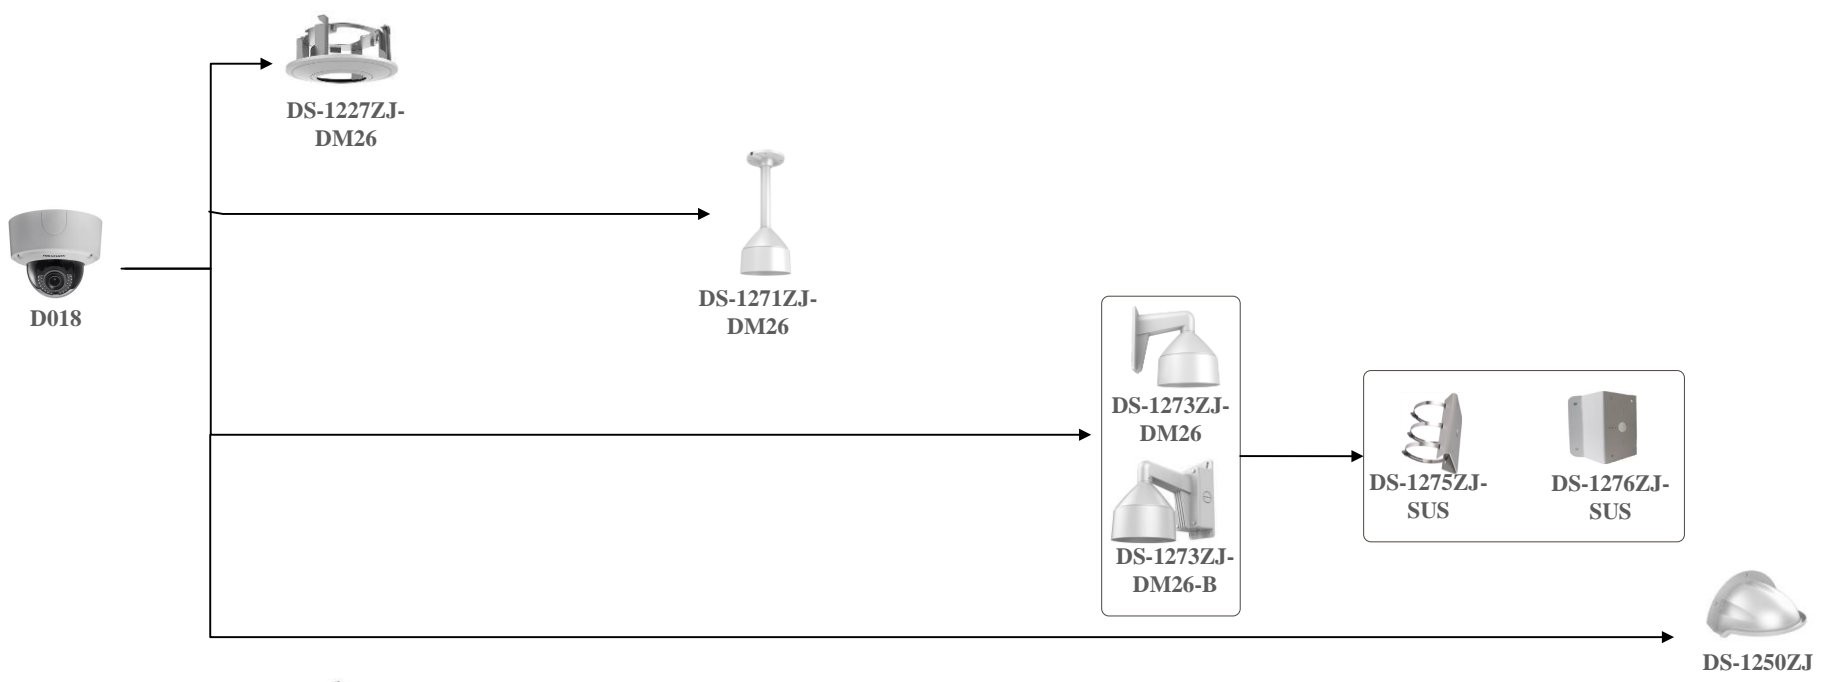 DS-1227ZJ-
DM26
D018
DS-1271ZJ-
DM26
DS-1273ZJ-
DM26
DS-1273ZJ-
DM26-B
DS-1275ZJ-
SUS
DS-1276ZJ-
SUS
DS-1250ZJ